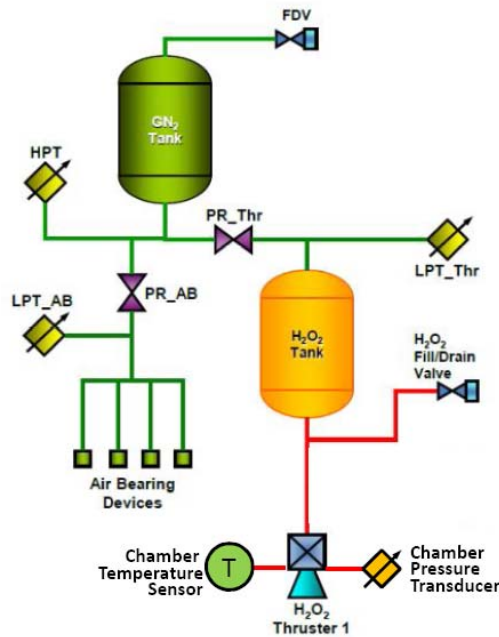 FDV
GN₂
Tank
HPT
PR_Thr
LPT_Thr
PR_AB
LPT_AB
H₂O₂
Tank
H₂O₂
Fill/Drain
Valve
Air Bearing
Devices
Chamber
Temperature
Sensor
T
Chamber
Pressure
Transducer
H₂O₂
Thruster 1